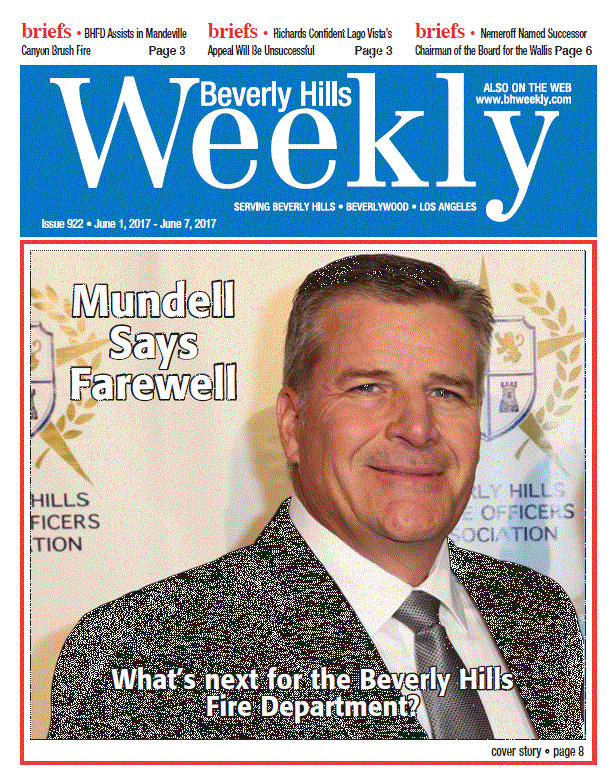 briefs • BHFD Assists in Mandeville
Canyon Brush Fire Page 3
briefs • Richards Confident Lago Vista's
Appeal Will Be Unsuccessful Page 3
briefs • Nemeroff Named Successor
Chairman of the Board for the Wallis Page 6
Beverly Hills
Weekly
ALSO ON THE WEB
www.bhweekly.com
SERVING BEVERLY HILLS • BEVERLYWOOD • LOS ANGELES
Issue 922 • June 1, 2017 - June 7, 2017
Mundell
Says
Farewell
HILLS
FICERS
TION
LY HILLS
E OFFICERS
SOCIATION
What's next for the Beverly Hills
Fire Department?
cover story • page 8